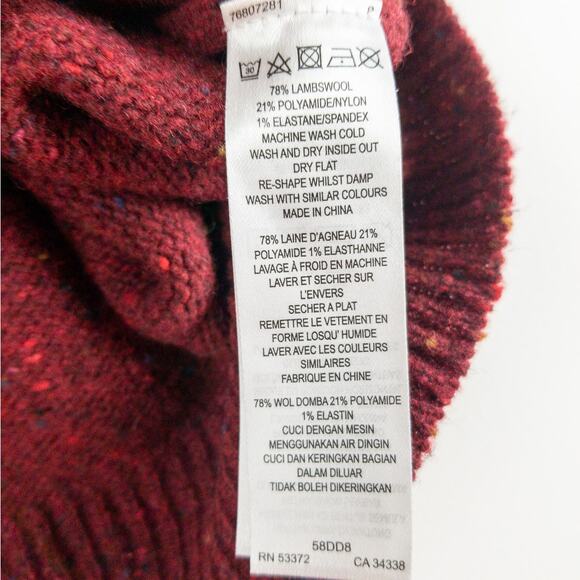 76807281 P
30
78% LAMBSWOOL
21% POLYAMIDE/NYLON
1% ELASTANE/SPANDEX
MACHINE WASH COLD
WASH AND DRY INSIDE OUT
DRY FLAT
RE-SHAPE WHILST DAMP
WASH WITH SIMILAR COLOURS
MADE IN CHINA
78% LAINE D'AGNEAU 21%
POLYAMIDE 1% ELASTHANNE
LAVAGE À FROID EN MACHINE
LAVER ET SECHER SUR
L'ENVERS
SECHER A PLAT
REMETTRE LE VETEMENT EN
FORME LOSQU' HUMIDE
LAVER AVEC LES COULEURS
SIMILAIRES
FABRIQUE EN CHINE
78% WOL DOMBA 21% POLYAMIDE
1% ELASTIN
CUCI DENGAN MESIN
MENGGUNAKAN AIR DINGIN
CUCI DAN KERINGKAN BAGIAN
DALAM DILUAR
TIDAK BOLEH DIKERINGKAN
58DD8
RN 53372 CA 34338